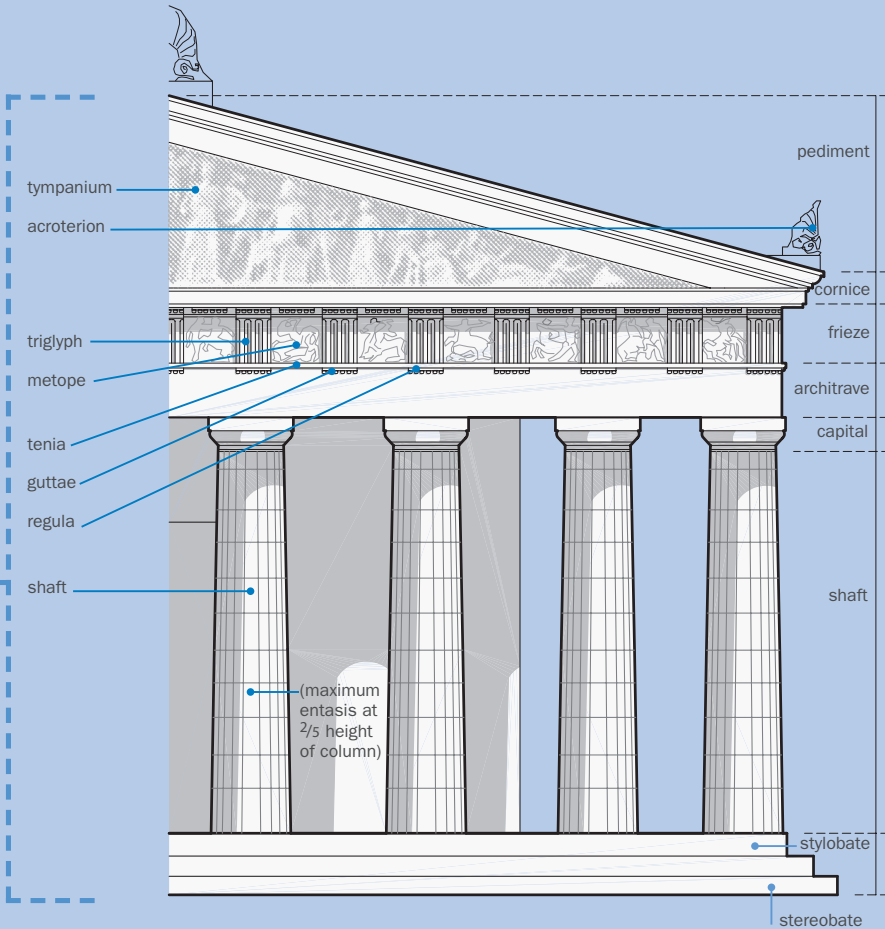 pediment
tympanium
acroterion
cornice
frieze
triglyph
metope
architrave
capital
tenia
guttae
regula
shaft
shaft
(maximum
entasis at
2/5 height
of column)
stylobate
stereobate